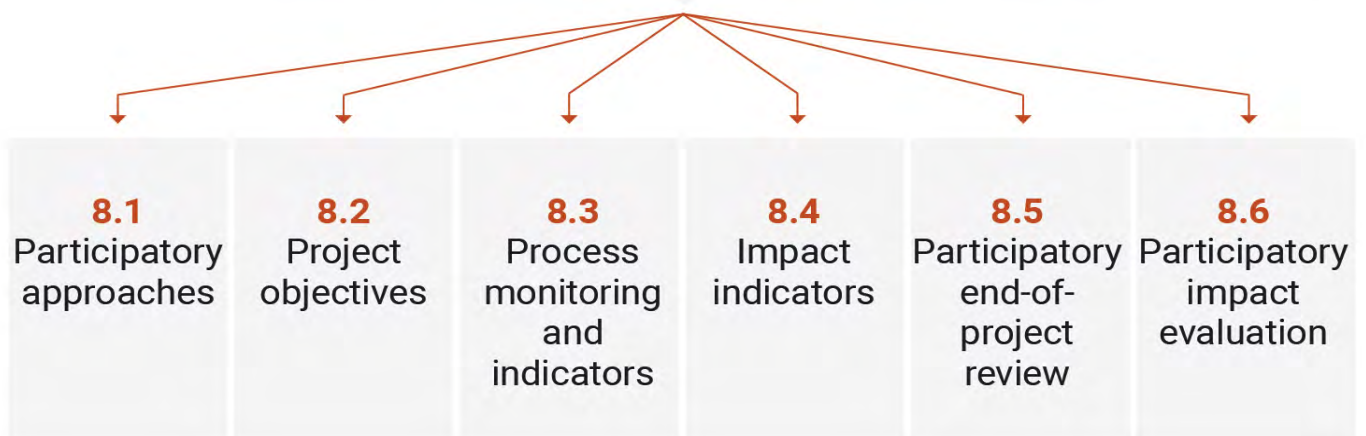 8.1
Participatory
approaches
8.2
Project
objectives
8.3
Process
monitoring
and
indicators
8.4
Impact
indicators
8.5
Participatory
end-of-
project
review
8.6
Participatory
impact
evaluation